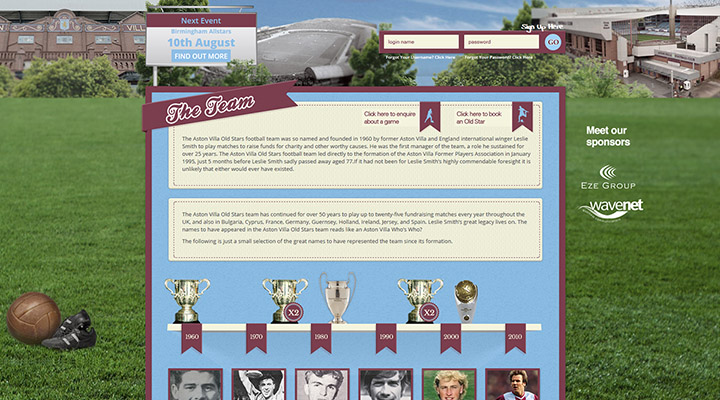 Next Event
Birmingham Allstars
10th August
FIND OUT MORE
Sign Up Here
login name
password
GO
Forgot Your Username? Click Here
Forgot Your Password? Click Here
The Team
Click here to enquire
about a game
Click here to book
an Old Star
The Aston Villa Old Stars football team was so named and founded in 1960 by former Aston Villa and England international winger Leslie
Smith to play matches to raise funds for charity and other worthy causes. He was the first manager of the team, a role he sustained for
over 25 years. The Aston Villa Old Stars football team led directly to the formation of the Aston Villa Former Players Association in January
1995, just 5 months before Leslie Smith sadly passed away aged 77.If it had not been for Leslie Smith's highly commendable foresight it is
unlikely that either would ever have existed.
Meet our
sponsors
EZE GROUP
wavenet
The Aston Villa Old Stars team has continued for over 50 years to play up to twenty-five fundraising matches every year throughout the
UK, and also in Bulgaria, Cyprus, France, Germany, Guernsey, Holland, Ireland, Jersey, and Spain. Leslie Smith's great legacy lives on. The
names to have appeared in the Aston Villa Old Stars team reads like an Aston Villa Who's Who?
The following is just a small selection of the great names to have represented the team since its formation.
X2
X2
1960
1970
1980
1990
2000
2010